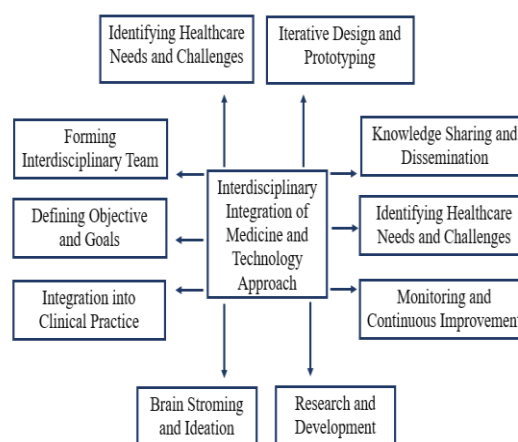 Identifying Healthcare
Needs and Challenges
Iterative Design and
Prototyping
Forming
Interdisciplinary Team
Knowledge Sharing and
Dissemination
Interdisciplinary
Integration of
Medicine and
Technology
Approach
Defining Objective
and Goals
Identifying Healthcare
Needs and Challenges
Integration into
Clinical Practice
Monitoring and
Continuous Improvement
Brain Stroming
and Ideation
Research and
Development